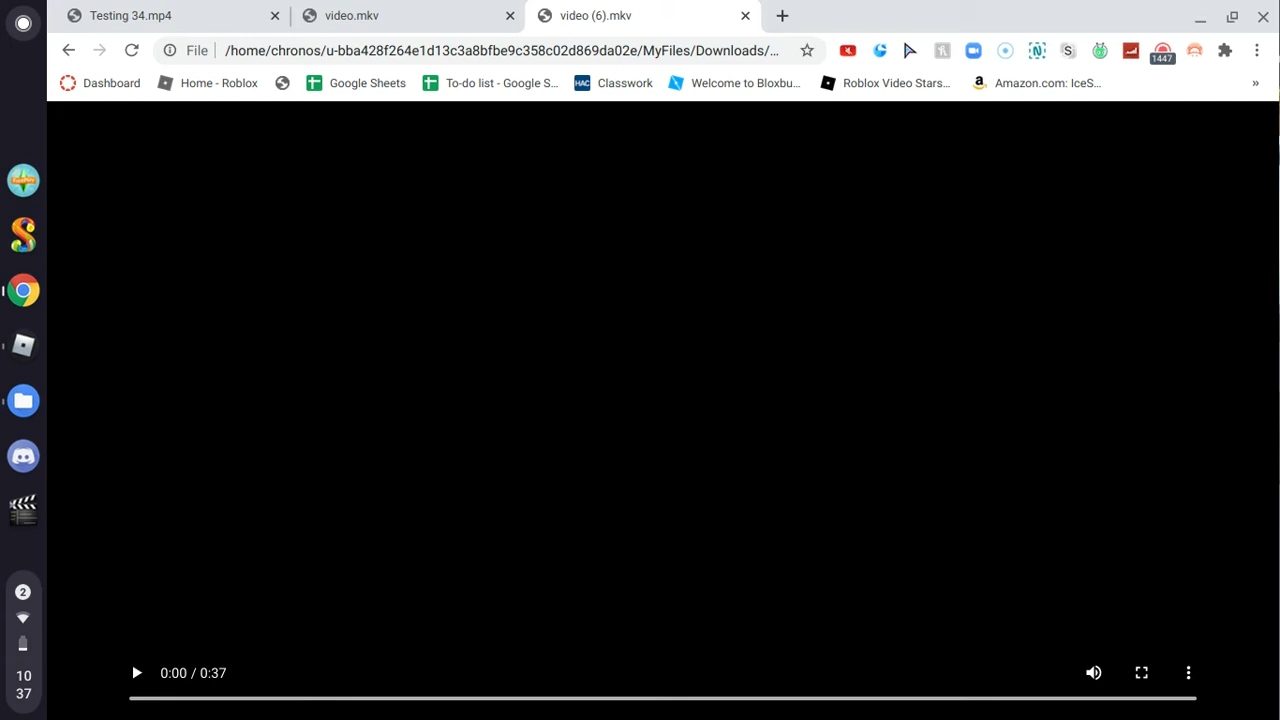 Testing 34.mp4
video.mkv
video (6).mkv
File
/home/chronos/u-bba428f264e1d13c3a8bfbe9c358c02d869da02e/MyFiles/Downloads/...
1447
Dashboard
Home - Roblox
Google Sheets
To-do list - Google S...
HAC
Classwork
Welcome to Bloxbu...
Roblox Video Stars...
Amazon.com: IceS...
»
0:00 / 0:37
2
10
37